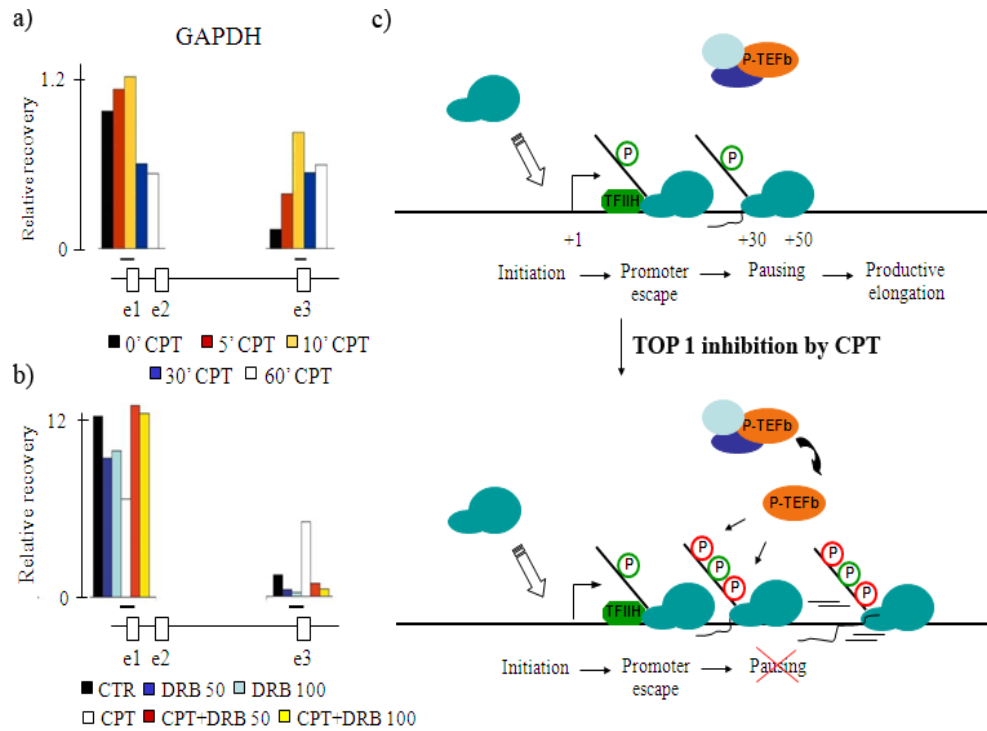 a)
GAPDH
1.2
Relative recovery
0
e1 e2 e3
0' CPT 5' CPT 10' CPT
30' CPT 60' CPT
b)
12
Relative recovery
0
e1 e2 e3
CTR DRB 50 DRB 100
CPT CPT+DRB 50 CPT+DRB 100
c)
P-TEFb
P P
TFIIH
+1 +30 +50
Initiation Promoter escape Pausing Productive elongation
TOP 1 inhibition by CPT
P-TEFb
P-TEFb
P P P P P P P
TFIIH
Initiation Promoter escape Pausing